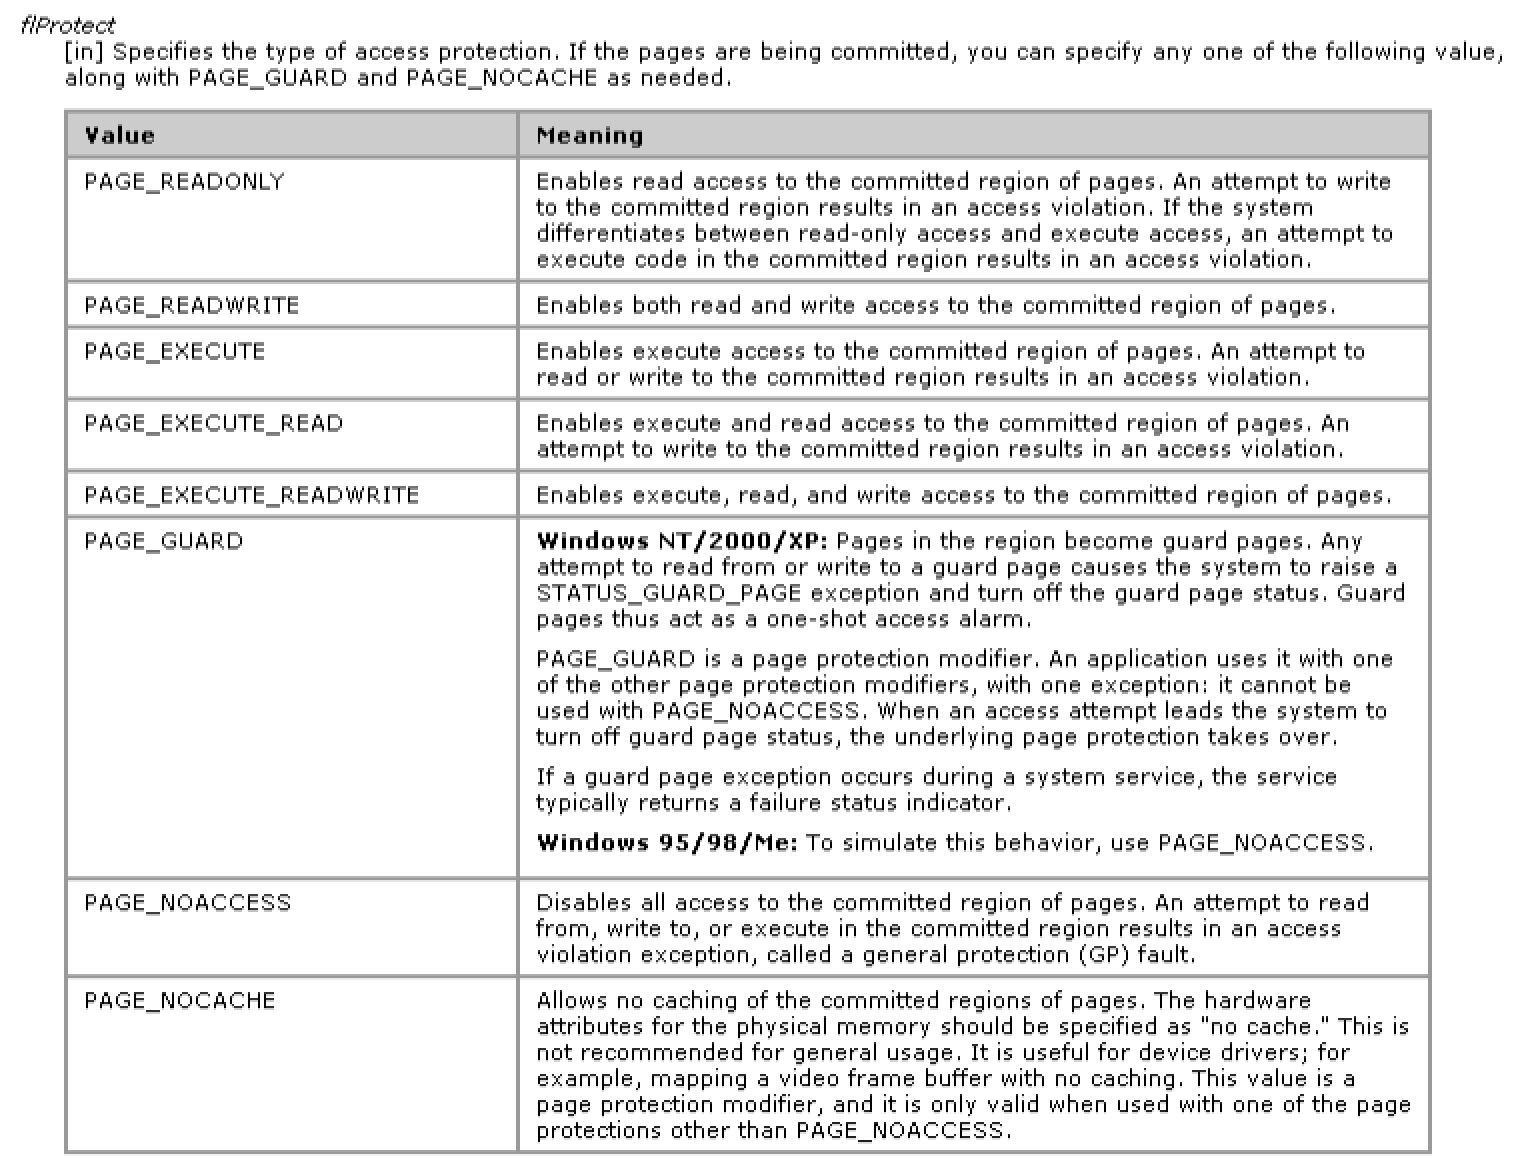 flProtect
[in] Specifies the type of access protection. If the pages are being committed, you can specify any one of the following value,
along with PAGE_GUARD and PAGE_NOCACHE as needed.
Value Meaning
PAGE_READONLY Enables read access to the committed region of pages. An attempt to write
to the committed region results in an access violation. If the system
differentiates between read-only access and execute access, an attempt to
execute code in the committed region results in an access violation.
PAGE_READWRITE Enables both read and write access to the committed region of pages.
PAGE_EXECUTE Enables execute access to the committed region of pages. An attempt to
read or write to the committed region results in an access violation.
PAGE_EXECUTE_READ Enables execute and read access to the committed region of pages. An
attempt to write to the committed region results in an access violation.
PAGE_EXECUTE_READWRITE Enables execute, read, and write access to the committed region of pages.
PAGE_GUARD Windows NT/2000/XP: Pages in the region become guard pages. Any
attempt to read from or write to a guard page causes the system to raise a
STATUS_GUARD_PAGE exception and turn off the guard page status. Guard
pages thus act as a one-shot access alarm.
PAGE_GUARD is a page protection modifier. An application uses it with one
of the other page protection modifiers, with one exception: it cannot be
used with PAGE_NOACCESS. When an access attempt leads the system to
turn off guard page status, the underlying page protection takes over.
If a guard page exception occurs during a system service, the service
typically returns a failure status indicator.
Windows 95/98/Me: To simulate this behavior, use PAGE_NOACCESS.
PAGE_NOACCESS Disables all access to the committed region of pages. An attempt to read
from, write to, or execute in the committed region results in an access
violation exception, called a general protection (GP) fault.
PAGE_NOCACHE Allows no caching of the committed regions of pages. The hardware
attributes for the physical memory should be specified as "no cache." This is
not recommended for general usage. It is useful for device drivers; for
example, mapping a video frame buffer with no caching. This value is a
page protection modifier, and it is only valid when used with one of the page
protections other than PAGE_NOACCESS.